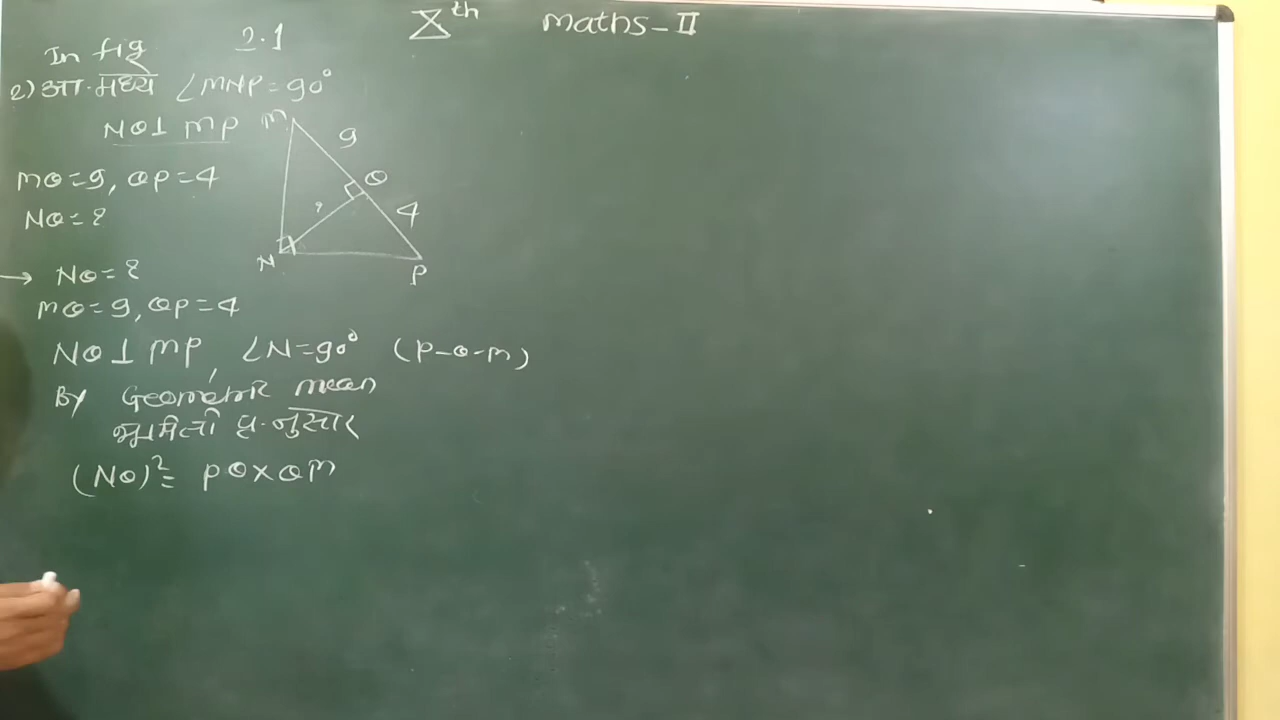 Xth maths-II
In fig 2.1
2) आ.मध्ये ∠MNP=90°
NQ⊥ MP
MQ=9, QP=4
NQ=?
→ NQ=?
MQ=9, QP=4
NQ⊥ MP, ∠N=90° (P-Q-M)
By Geometric mean
भूमिती म.नुसार
(NQ)²= PQ×QM
M
9
Q
?
4
N
P